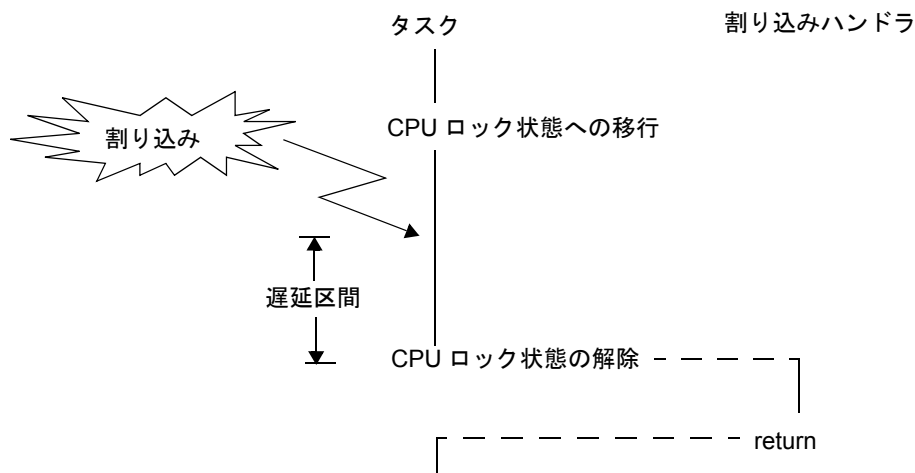 タスク
割り込みハンドラ
CPU ロック状態への移行
割り込み
遅延区間
CPU ロック状態の解除
return